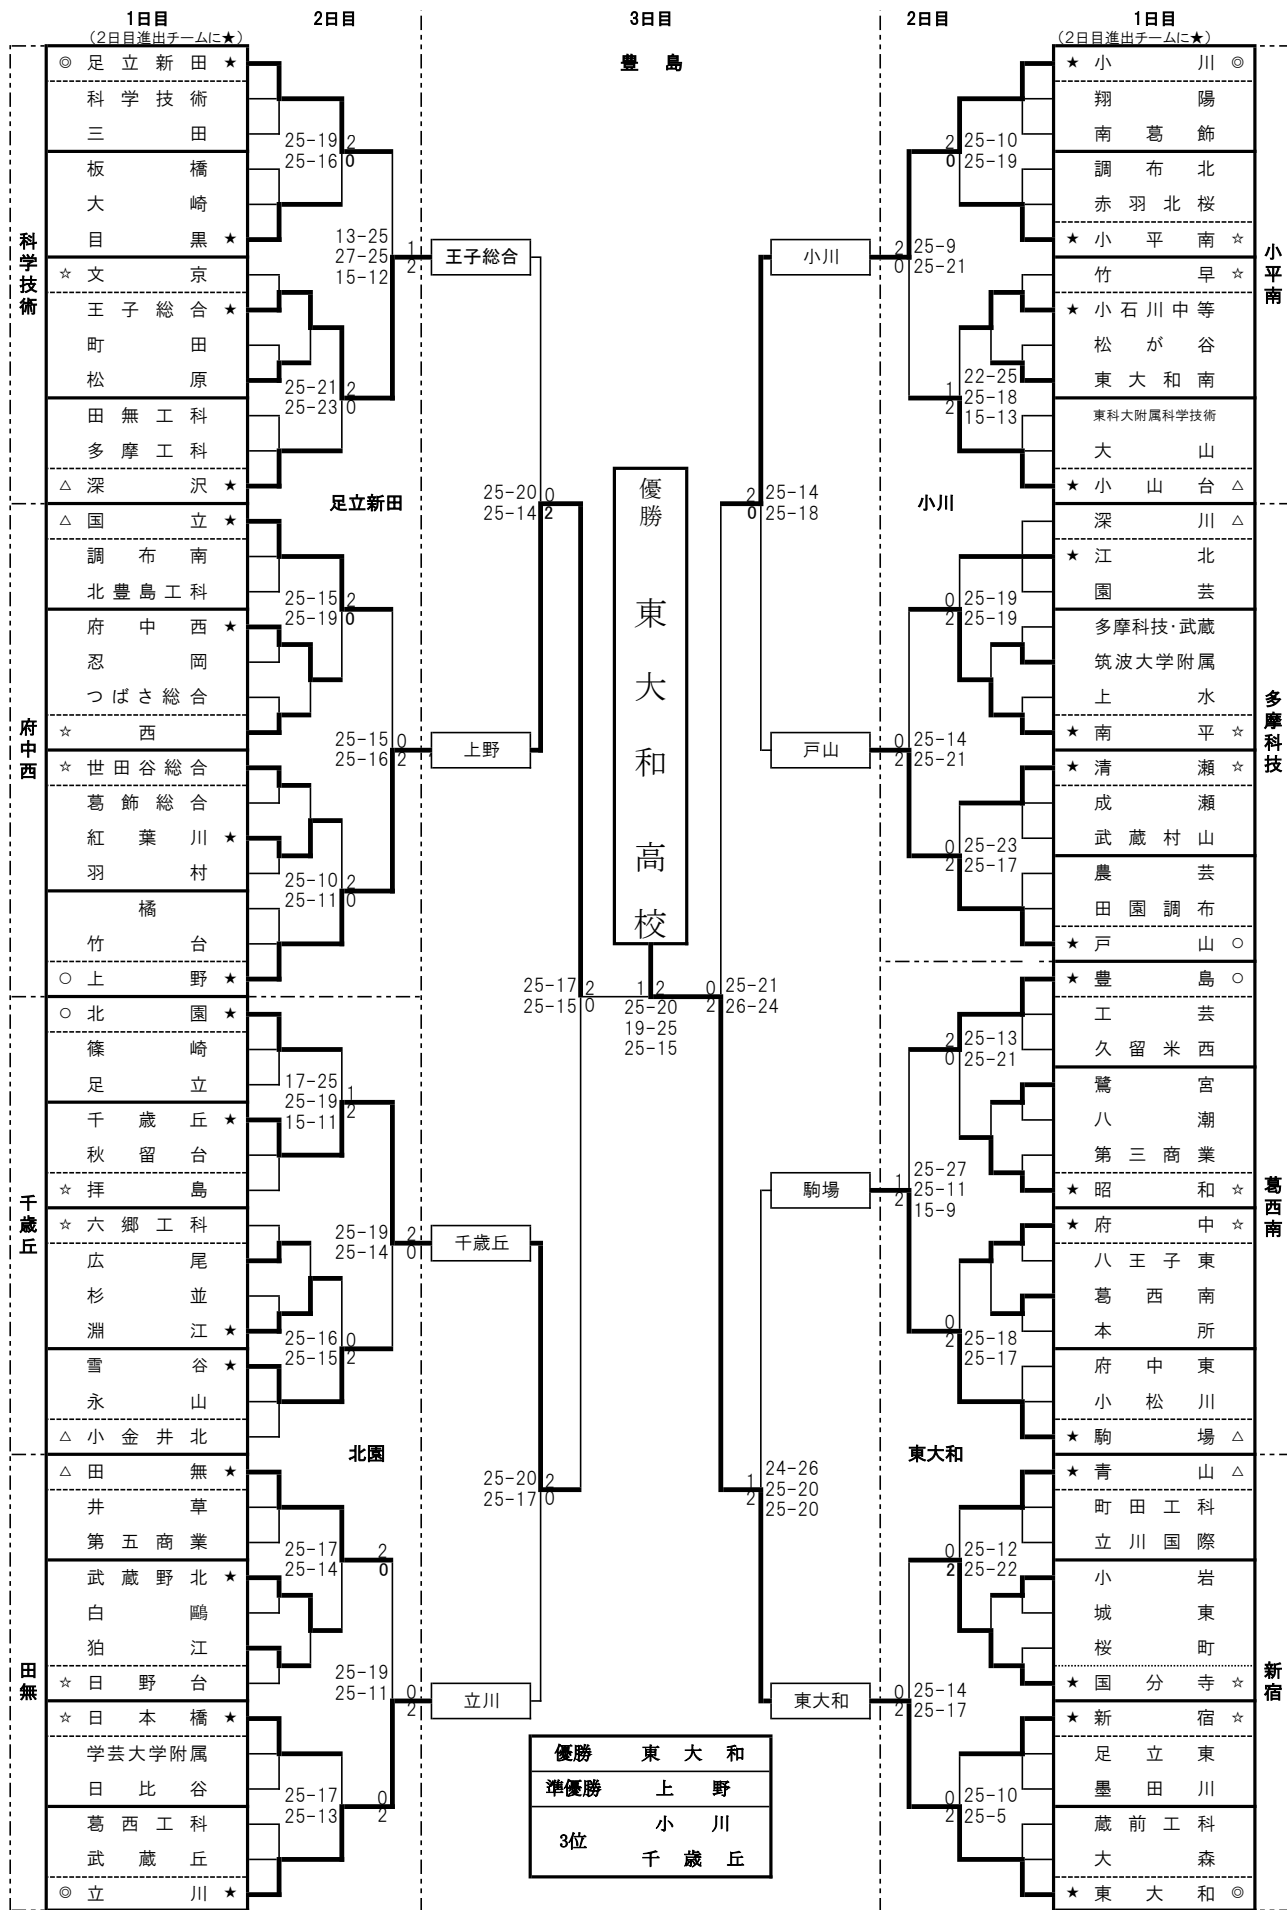 1日目
2日目
3日目
2日目
1日目
(2日目進出チームに★)
(2日目進出チームに★)
豊島
科学技術
◎ 足立新田 ★
科学技術
三田
板橋
大崎
目黒 ★
☆ 文京
王子総合 ★
町田
松原
田無工科
多摩工科
△ 深沢 ★
府中西
△ 国立 ★
調布南
北豊島工科
府中西 ★
忍岡
つばさ総合
☆ 西
☆ 世田谷総合
葛飾総合
紅葉川 ★
羽村
橘
竹台
○ 上野 ★
千歳丘
○ 北園 ★
篠崎
足立
千歳丘 ★
秋留台
☆ 拝島
☆ 六郷工科
広尾
杉並
淵江 ★
雪谷 ★
永山
△ 小金井北
田無
△ 田無 ★
井草
第五商業
武蔵野北 ★
白鷗
狛江
☆ 日野台
☆ 日本橋 ★
学芸大学附属
日比谷
葛西工科
武蔵丘
◎ 立川 ★
25-19 2
25-16 0
13-25
27-25 1
15-12 2
25-21 2
25-23 0
足立新田
25-15 2
25-19 0
25-15 0
25-16 2
25-10 2
25-11 0
17-25
25-19 1
15-11 2
25-19 2
25-14 0
25-16 0
25-15 2
北園
25-17 2
25-14 0
25-19
25-11 0
2
25-17 0
25-13 2
王子総合
上野
千歳丘
立川
25-20 0
25-14 2
25-17 2
25-15 0
25-20 2
25-17 0
優勝
東大和高校
1 2
25-20
19-25
25-15
2 25-14
0 25-18
0 25-21
2 26-24
24-26
1 25-20
2 25-20
小川
戸山
駒場
東大和
2 25-10
0 25-19
2 25-9
0 25-21
22-25
1 25-18
2 15-13
小川
0 25-19
2 25-19
0 25-14
2 25-21
0 25-23
2 25-17
2 25-13
0 25-21
25-27
1 25-11
2 15-9
0 25-18
2 25-17
東大和
0 25-12
2 25-22
0 25-14
2 25-17
0 25-10
2 25-5
★ 小川 ◎
翔陽
南葛飾
調布北
赤羽北桜
★ 小平南 ☆
竹早 ☆
★ 小石川中等
松が谷
東大和南
東科大附属科学技術
大山
★ 小山台 △
小平南
深川 △
★ 江北
園芸
多摩科技・武蔵
筑波大学附属
上水
★ 南平 ☆
★ 清瀬 ☆
成瀬
武蔵村山
農芸
田園調布
★ 戸山 ○
多摩科技
★ 豊島 ○
工芸
久留米西
鷺宮
八潮
第三商業
★ 昭和 ☆
★ 府中 ☆
八王子東
葛西南
本所
府中東
小松川
★ 駒場 △
葛西南
★ 青山 △
町田工科
立川国際
小岩
城東
桜町
★ 国分寺 ☆
★ 新宿 ☆
足立東
墨田川
蔵前工科
大森
★ 東大和 ◎
新宿
優勝 東大和
準優勝 上野
3位
小川
千歳丘